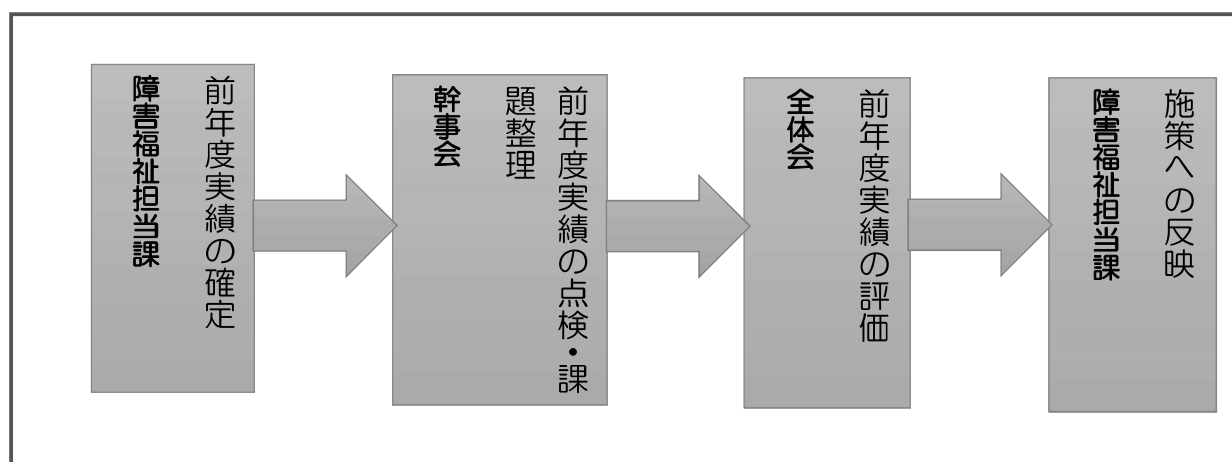 前年度実績の確定
障害福祉担当課
前年度実績の点検・課
題整理
幹事会
前年度実績の評価
全体会
施策への反映
障害福祉担当課